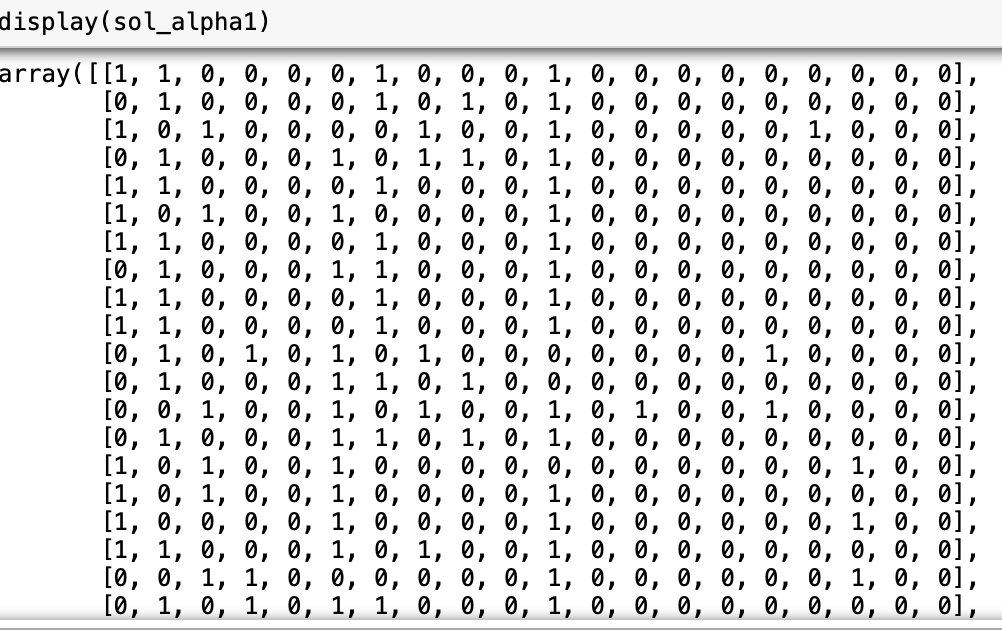 display(sol_alpha1)
array([[1, 1, 0, 0, 0, 0, 1, 0, 0, 0, 1, 0, 0, 0, 0, 0, 0, 0, 0, 0],
[0, 1, 0, 0, 0, 0, 1, 0, 1, 0, 1, 0, 0, 0, 0, 0, 0, 0, 0, 0],
[1, 0, 1, 0, 0, 0, 0, 1, 0, 0, 1, 0, 0, 0, 0, 0, 1, 0, 0, 0],
[0, 1, 0, 0, 0, 1, 0, 1, 1, 0, 1, 0, 0, 0, 0, 0, 0, 0, 0, 0],
[1, 1, 0, 0, 0, 0, 1, 0, 0, 0, 1, 0, 0, 0, 0, 0, 0, 0, 0, 0],
[1, 0, 1, 0, 0, 1, 0, 0, 0, 0, 1, 0, 0, 0, 0, 0, 0, 0, 0, 0],
[1, 1, 0, 0, 0, 0, 1, 0, 0, 0, 1, 0, 0, 0, 0, 0, 0, 0, 0, 0],
[0, 1, 0, 0, 0, 1, 1, 0, 0, 0, 1, 0, 0, 0, 0, 0, 0, 0, 0, 0],
[1, 1, 0, 0, 0, 0, 1, 0, 0, 0, 1, 0, 0, 0, 0, 0, 0, 0, 0, 0],
[1, 1, 0, 0, 0, 0, 1, 0, 0, 0, 1, 0, 0, 0, 0, 0, 0, 0, 0, 0],
[0, 1, 0, 1, 0, 1, 0, 1, 0, 0, 0, 0, 0, 0, 0, 1, 0, 0, 0, 0],
[0, 1, 0, 0, 0, 1, 1, 0, 1, 0, 0, 0, 0, 0, 0, 0, 0, 0, 0, 0],
[0, 0, 1, 0, 0, 1, 0, 1, 0, 0, 1, 0, 1, 0, 0, 1, 0, 0, 0, 0],
[0, 1, 0, 0, 0, 1, 1, 0, 1, 0, 1, 0, 0, 0, 0, 0, 0, 0, 0, 0],
[1, 0, 1, 0, 0, 1, 0, 0, 0, 0, 0, 0, 0, 0, 0, 0, 0, 1, 0, 0],
[1, 0, 1, 0, 0, 1, 0, 0, 0, 0, 1, 0, 0, 0, 0, 0, 0, 0, 0, 0],
[1, 0, 0, 0, 0, 1, 0, 0, 0, 0, 1, 0, 0, 0, 0, 0, 0, 1, 0, 0],
[1, 1, 0, 0, 0, 1, 0, 1, 0, 0, 1, 0, 0, 0, 0, 0, 0, 0, 0, 0],
[0, 0, 1, 1, 0, 0, 0, 0, 0, 0, 1, 0, 0, 0, 0, 0, 0, 1, 0, 0],
[0, 1, 0, 1, 0, 1, 1, 0, 0, 0, 1, 0, 0, 0, 0, 0, 0, 0, 0, 0],